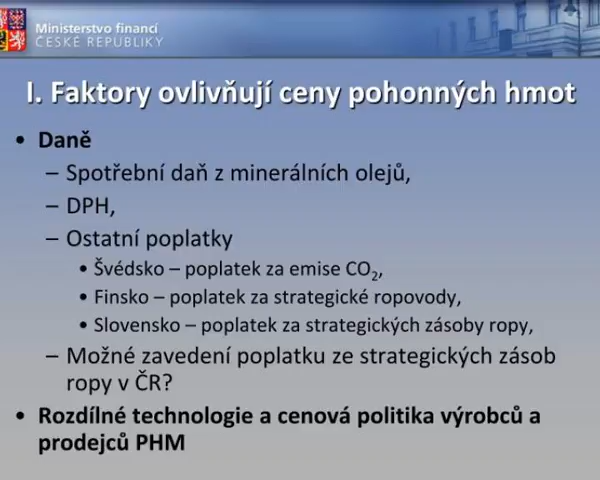 Ministerstvo financí
ČESKÉ REPUBLIKY
I. Faktory ovlivňují ceny pohonných hmot
• Daně
– Spotřební daň z minerálních olejů,
– DPH,
– Ostatní poplatky
• Švédsko – poplatek za emise CO₂,
• Finsko – poplatek za strategické ropovody,
• Slovensko – poplatek za strategických zásoby ropy,
– Možné zavedení poplatku ze strategických zásob
ropy v ČR?
• Rozdílné technologie a cenová politika výrobců a
prodejců PHM